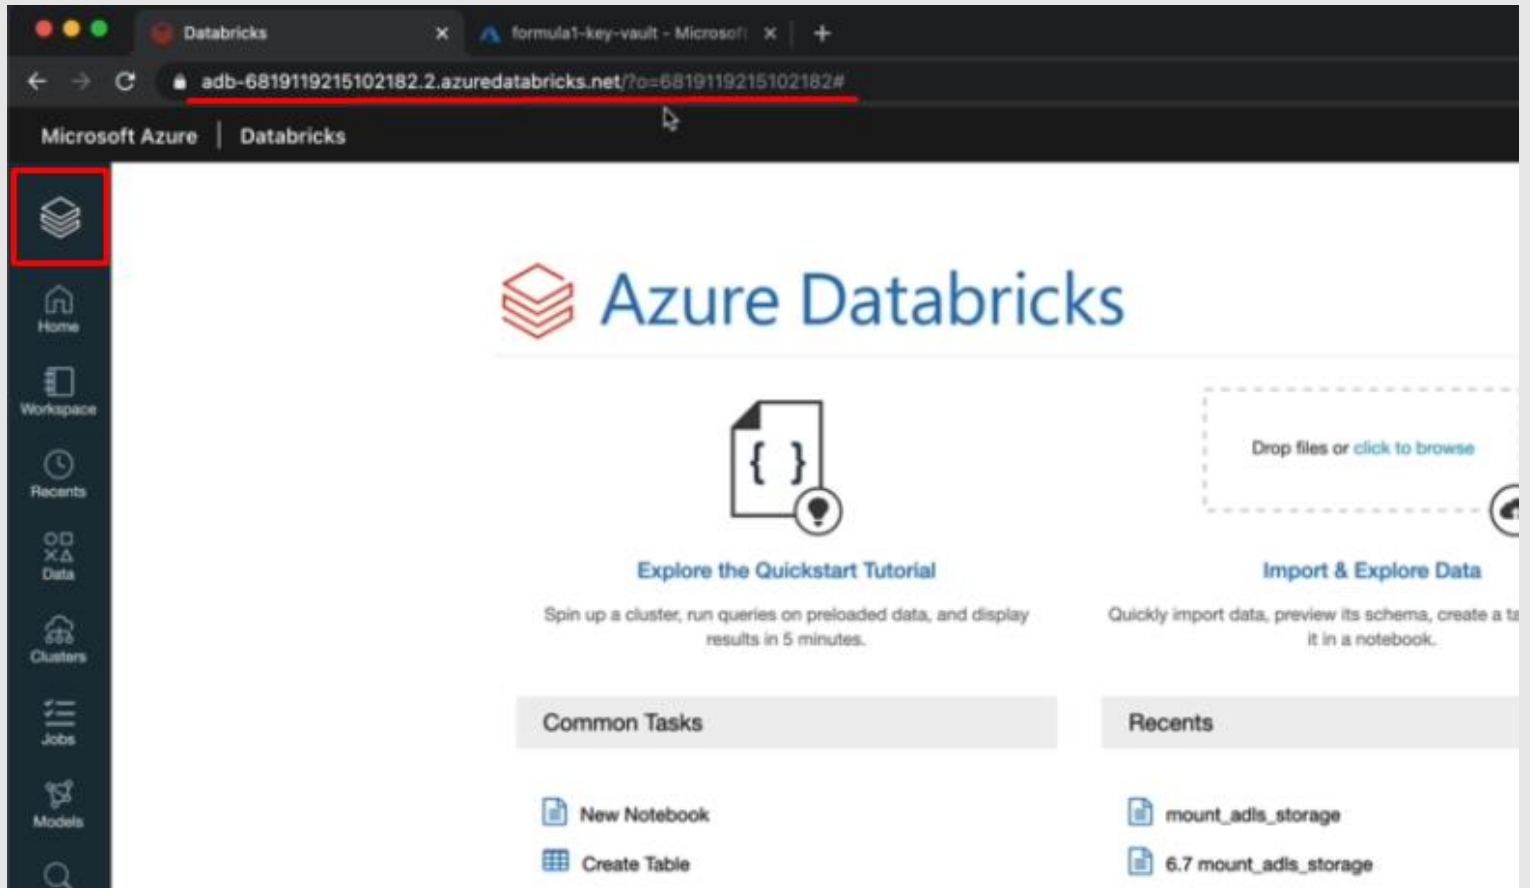 Databricks
formula1-key-vault - Microsoft
adb-6819119215102182.2.azuredatabricks.net/?o=6819119215102182#
Microsoft Azure | Databricks
Home
Workspace
Recents
Data
Clusters
Jobs
Models
Azure Databricks
{ }
Explore the Quickstart Tutorial
Spin up a cluster, run queries on preloaded data, and display
results in 5 minutes.
Drop files or click to browse
Import & Explore Data
Quickly import data, preview its schema, create a ta
it in a notebook.
Common Tasks
New Notebook
Create Table
Recents
mount_adls_storage
6.7 mount_adls_storage